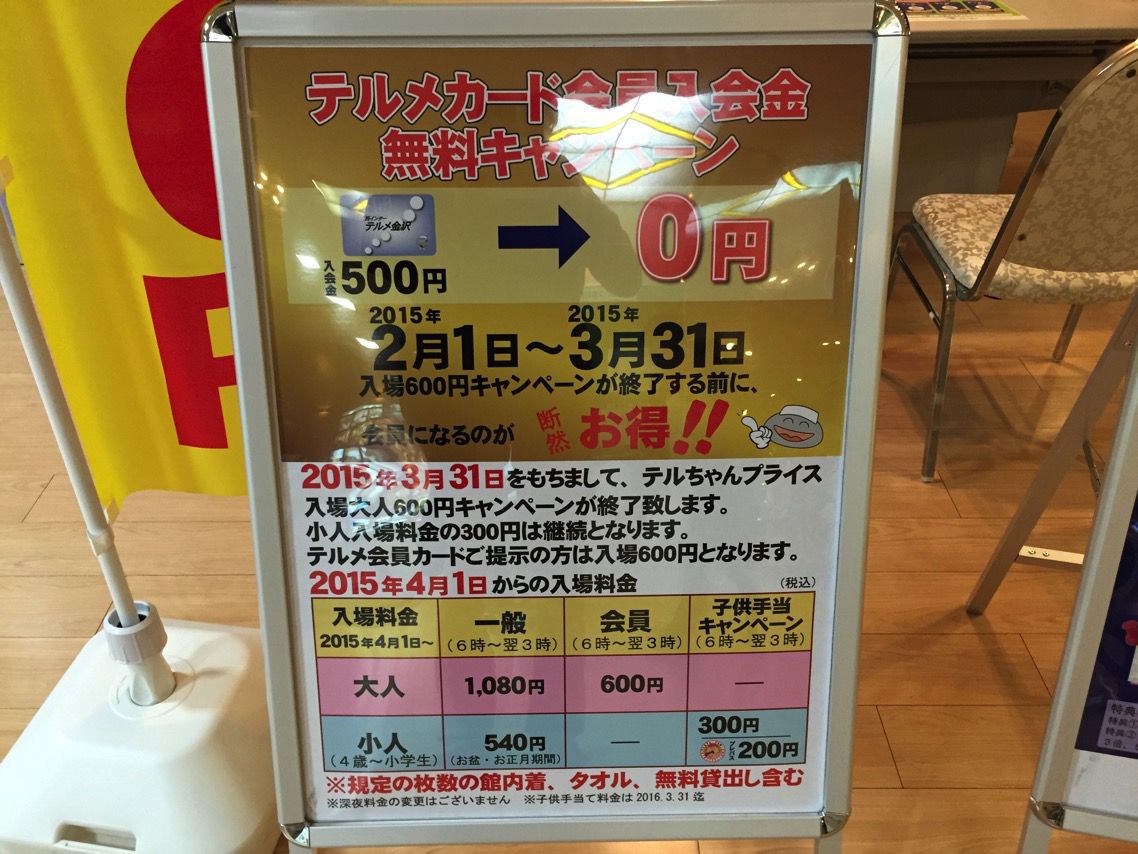 テルメカード会員入会金
無料キャンペーン
西インター
テルメ金沢
入会金 500円
0円
2015年 2015年
2月1日～3月31日
入場600円キャンペーンが終了する前に、
会員になるのが 断然 お得!!
2015年3月31日をもちまして、テルちゃんプライス
入場大人600円キャンペーンが終了致します。
小人入場料金の300円は継続となります。
テルメ会員カードご提示の方は入場600円となります。
2015年4月1日からの入場料金 (税込)
入場料金 一般 会員 子供手当
キャンペーン
2015年4月1日～ (6時～翌3時) (6時～翌3時) (6時～翌3時)
大人 1,080円 600円 —
小人 540円 — 300円
(4歳～小学生) (お盆・お正月期間) プレパス 200円
※規定の枚数の館内着、タオル、無料貸出し含む
※深夜料金の変更はございません ※子供手当て料金は2016.3.31迄
特典①
特典③